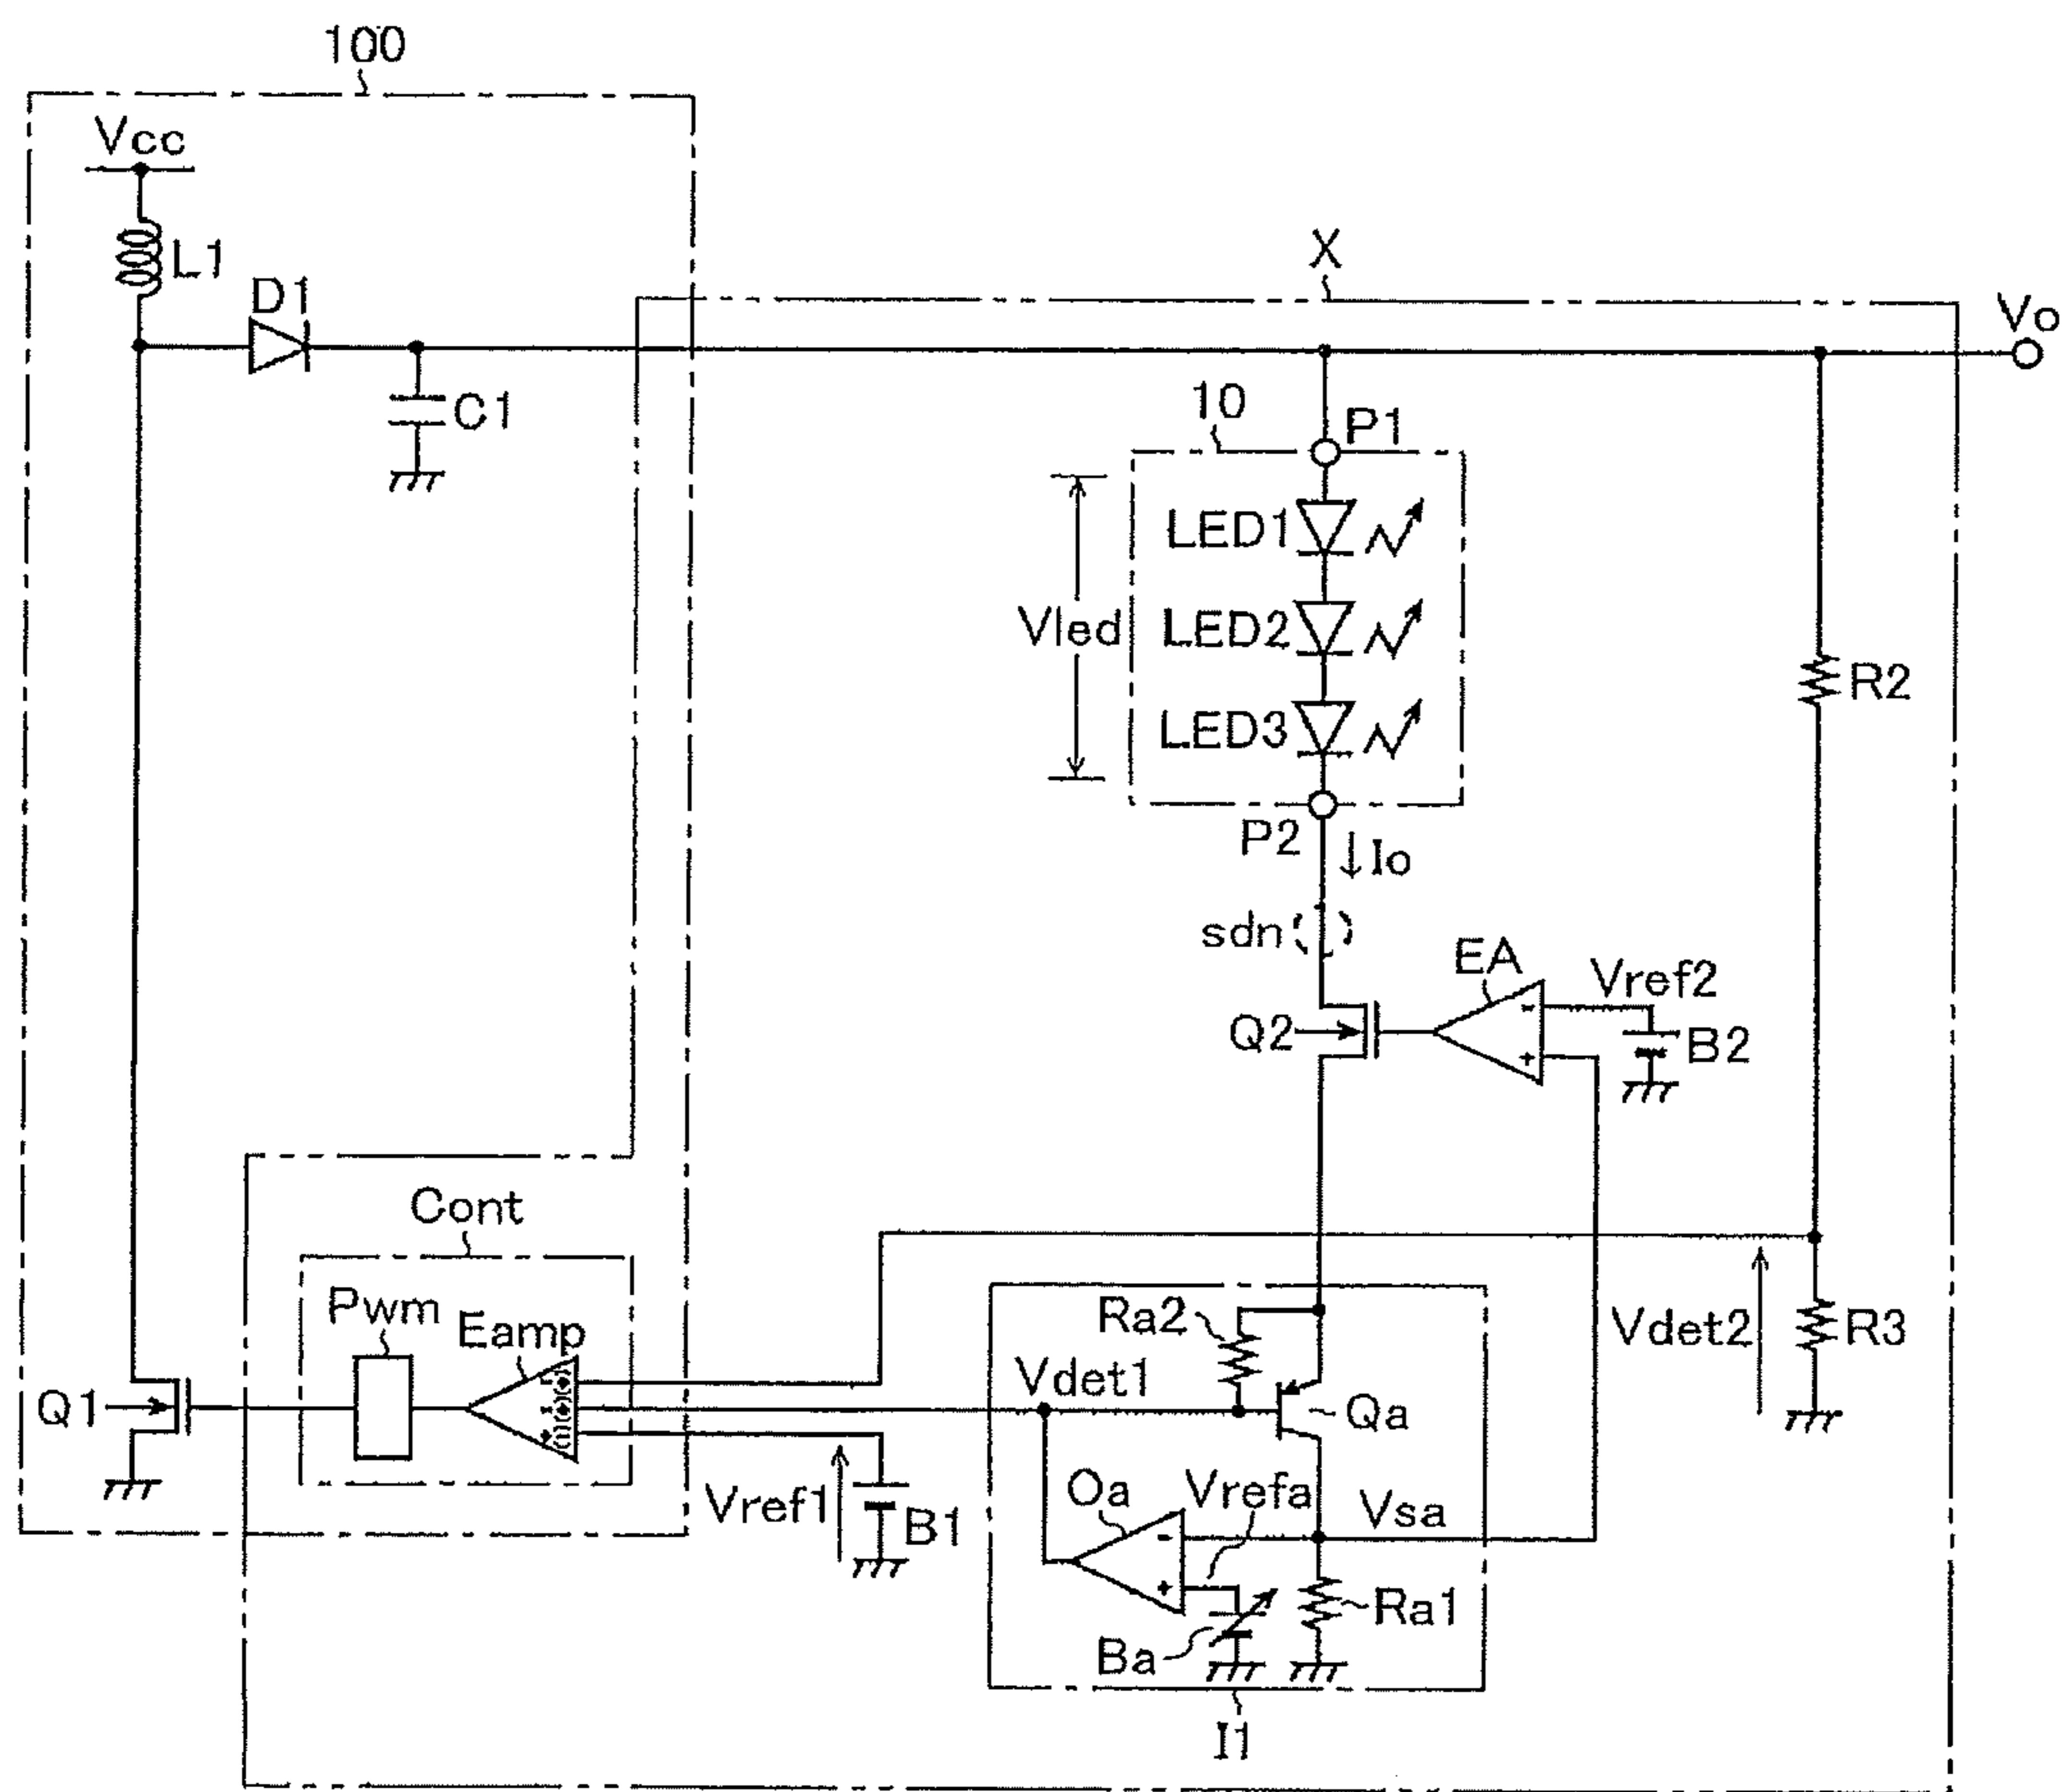 100
Vcc
L1
D1
C1
X
Vo
10
P1
LED1
LED2
LED3
Vled
R2
P2
Io
sdn
EA
Vref2
Q2
-
+
B2
Cont
Pwm
Eamp
Q1
Vref1
B1
Ra2
Vdet1
Qa
Vdet2
R3
Oa
Vrefa
Vsa
-
+
Ba
Ra1
I1